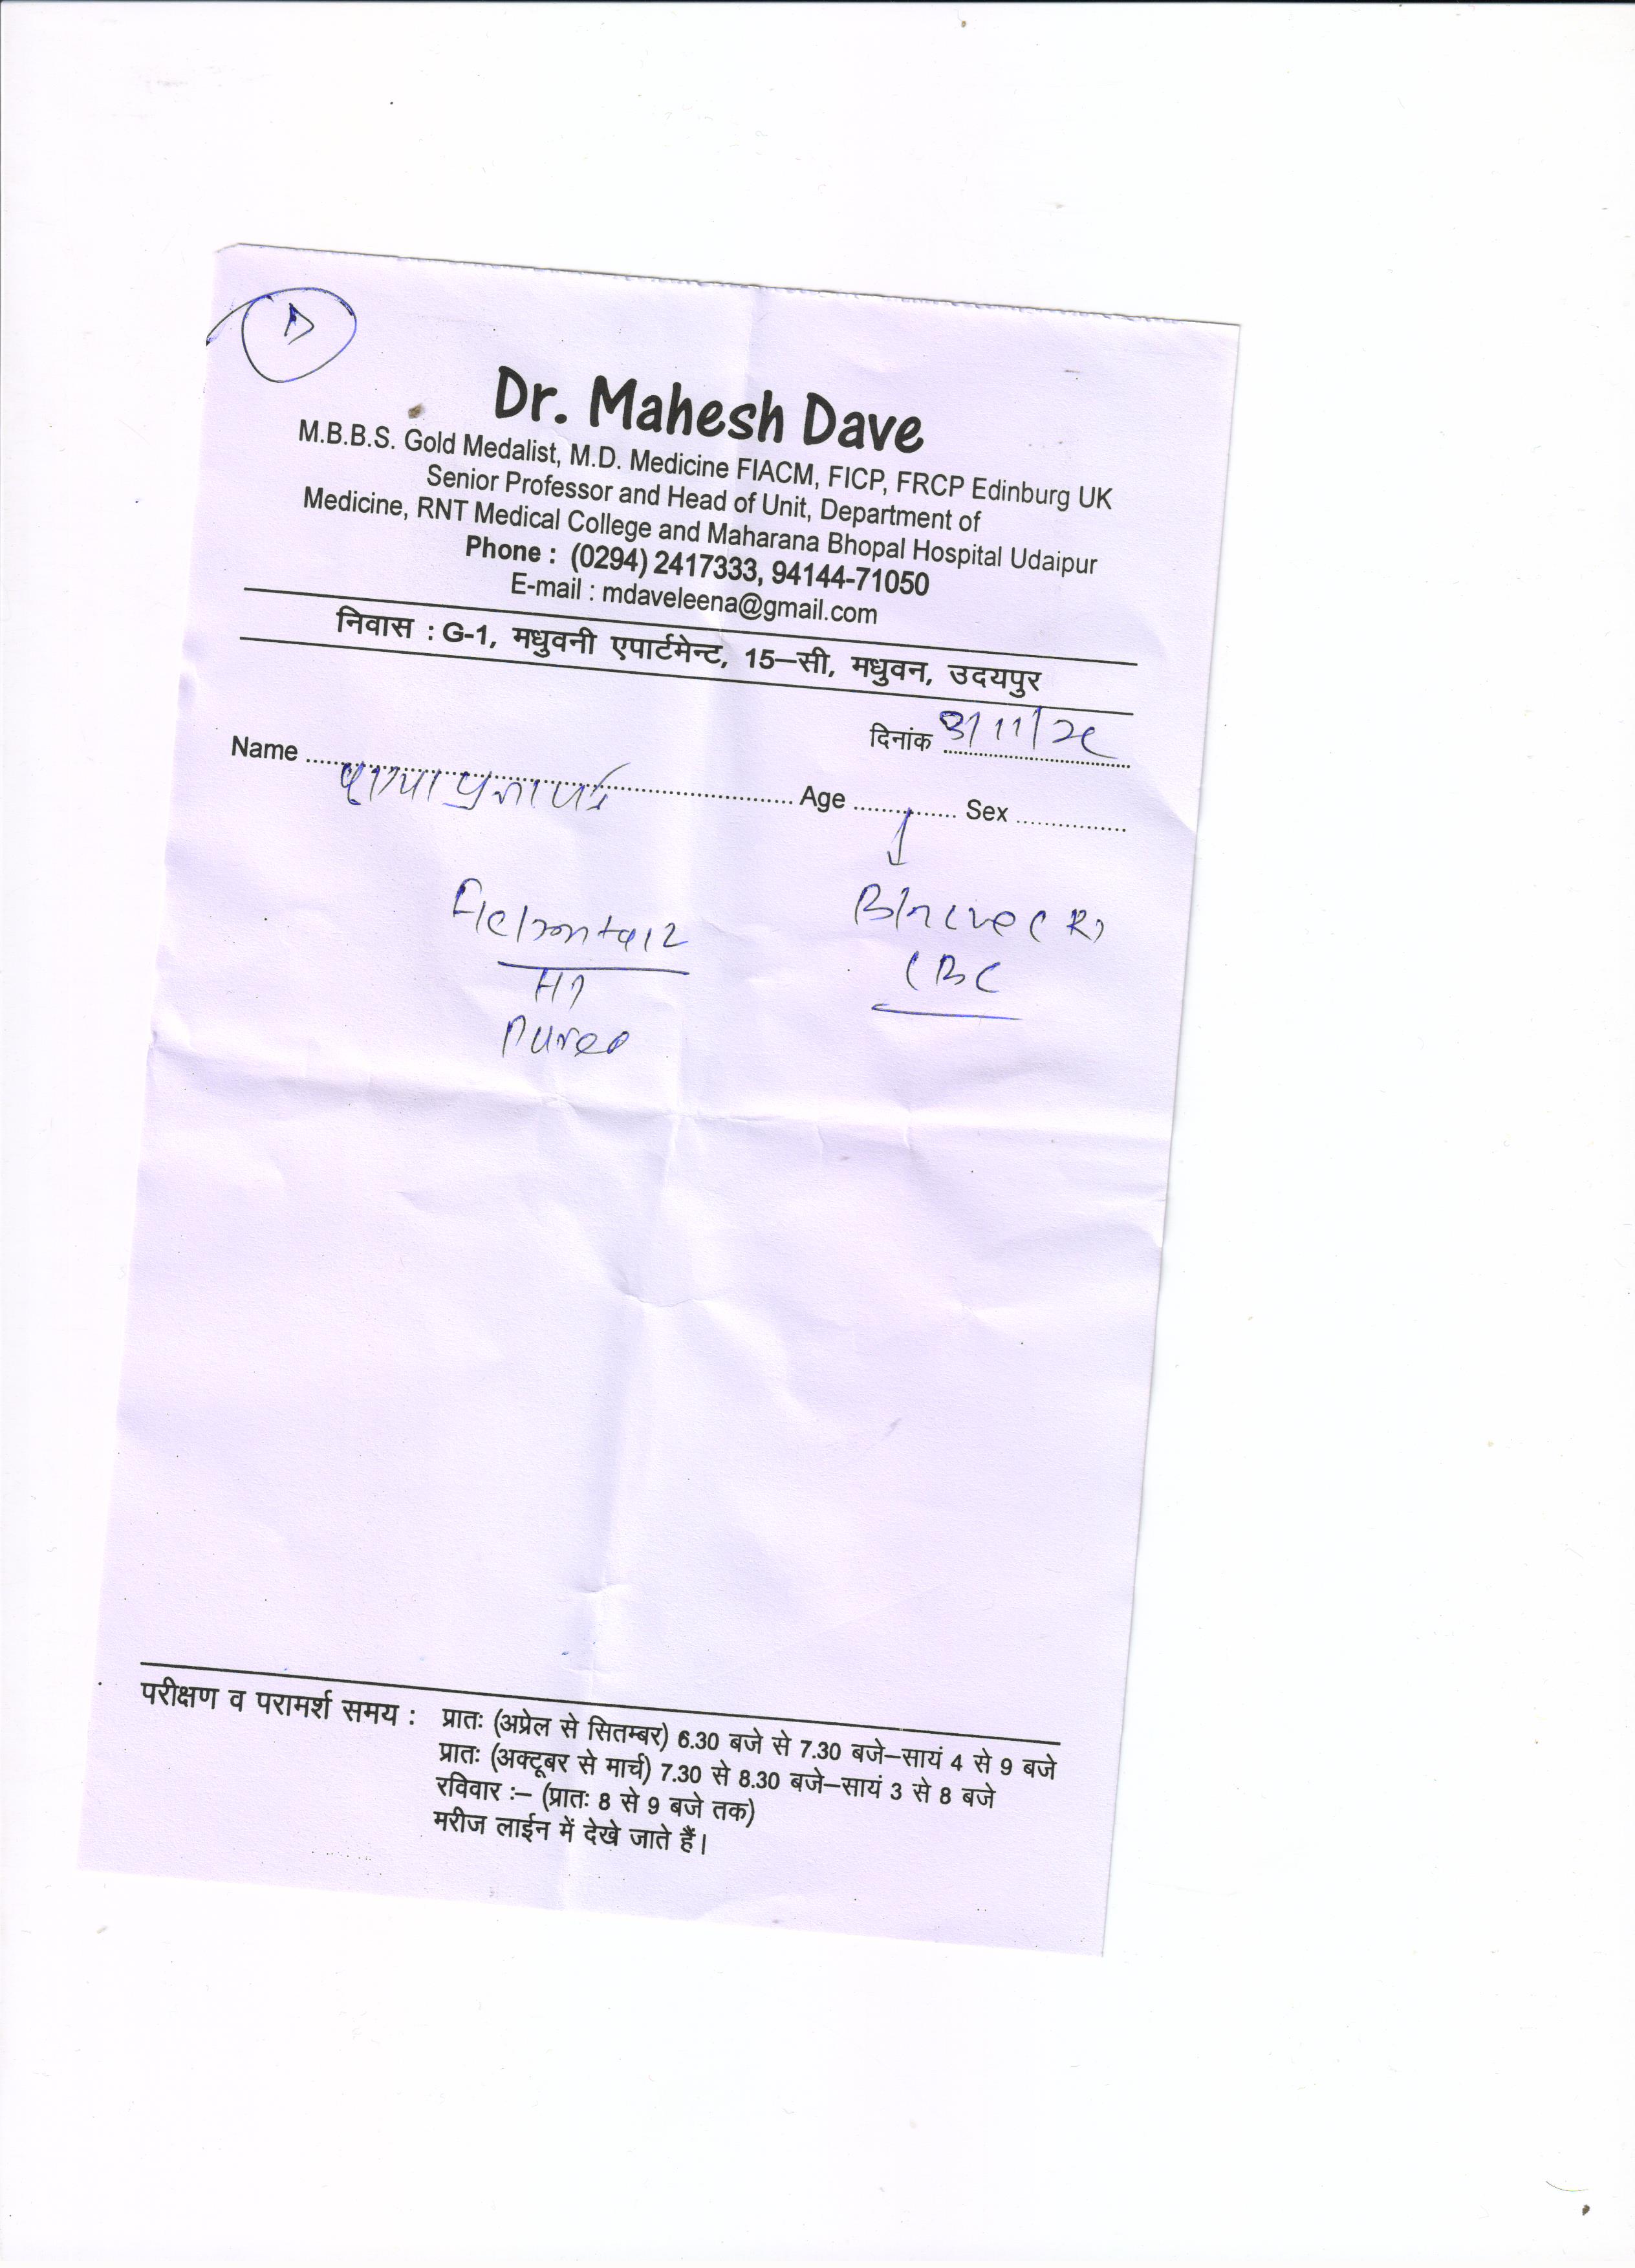 Dr. Mahesh Dave
M.B.B.S. Gold Medalist, M.D. Medicine FIACM, FICP, FRCP Edinburg UK
Senior Professor and Head of Unit, Department of
Medicine, RNT Medical College and Maharana Bhopal Hospital Udaipur
Phone : (0294) 2417333, 94144-71050
E-mail : mdaveleena@gmail.com
निवास : G-1, मधुवनी एपार्टमेन्ट, 15–सी, मधुवन, उदयपुर
दिनांक
Name Age Sex
CBC
परीक्षण व परामर्श समय : प्रातः (अप्रेल से सितम्बर) 6.30 बजे से 7.30 बजे–सायं 4 से 9 बजे
प्रातः (अक्टूबर से मार्च) 7.30 से 8.30 बजे–सायं 3 से 8 बजे
रविवार :– (प्रातः 8 से 9 बजे तक)
मरीज लाईन में देखे जाते हैं।